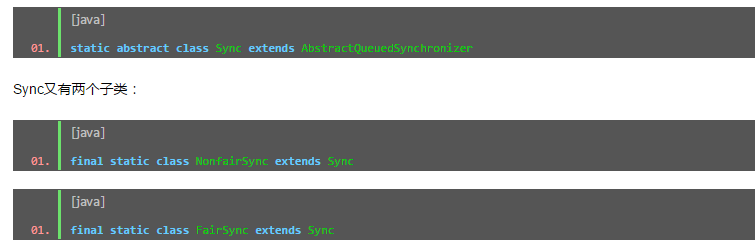 [java]
01. static abstract class Sync extends AbstractQueuedSynchronizer
Sync又有两个子类：
[java]
01. final static class NonfairSync extends Sync
[java]
01. final static class FairSync extends Sync